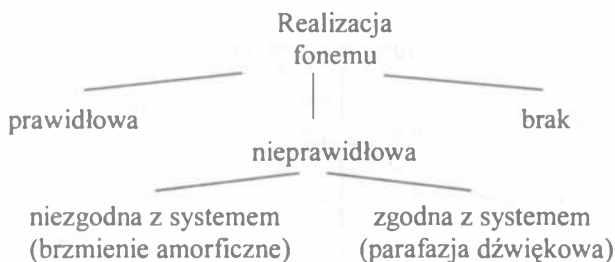 Realizacja
fonemu
prawidłowa
brak
nieprawidłowa
niezgodna z systemem
(brzmienie amorficzne)
zgodna z systemem
(parafazja dźwiękowa)